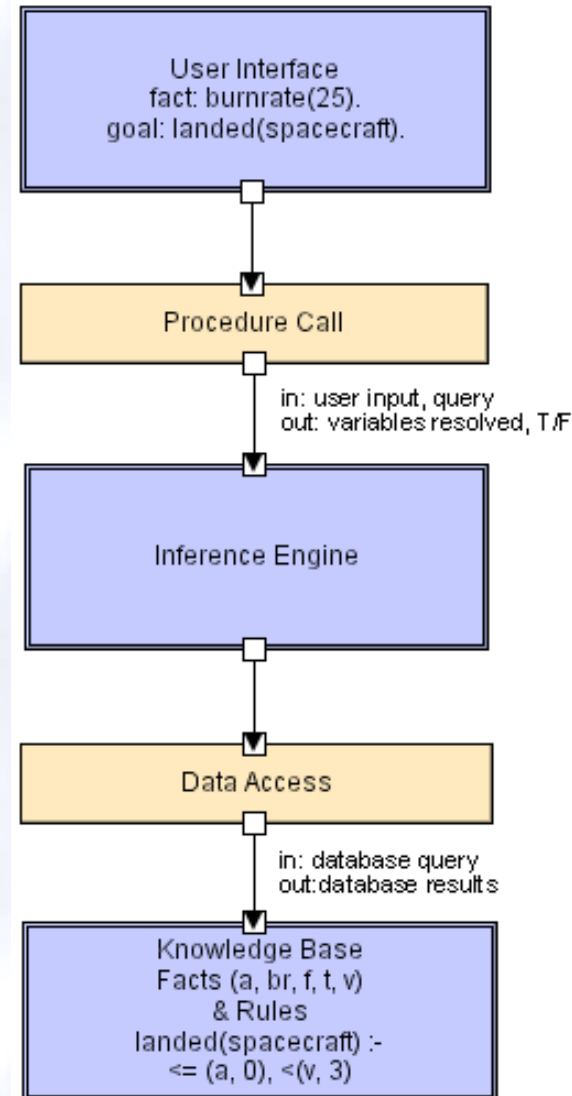 User Interface
fact: burnrate(25).
goal: landed(spacecraft).
Procedure Call
in: user input, query
out: variables resolved, T/F
Inference Engine
Data Access
in: database query
out:database results
Knowledge Base
Facts (a, br, f, t, v)
& Rules
landed(spacecraft) :-
<= (a, 0), <(v, 3)